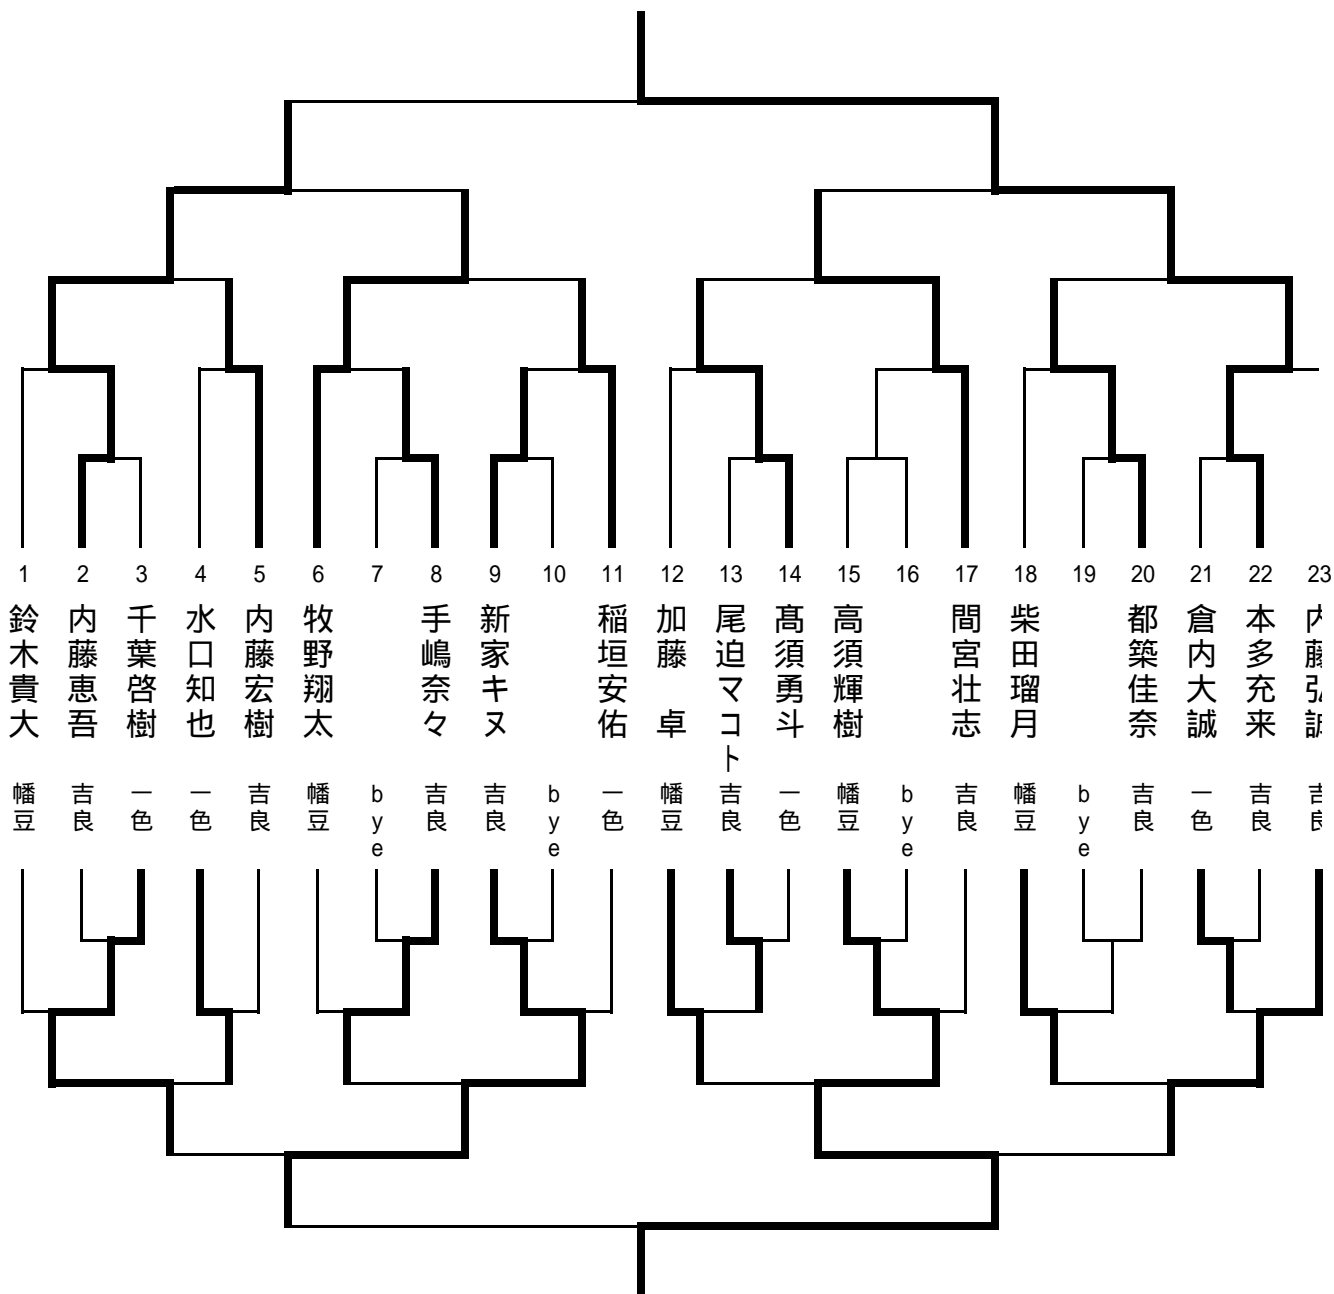 1 2 3 4 5 6 7 8 9 10 11 12 13 14 15 16 17 18 19 20 21 22 23
鈴木貴大
内藤恵吾
千葉啓樹
水口知也
内藤宏樹
牧野翔太
手嶋奈々
新家キヌ
稲垣安佑
加藤 卓
尾迫マコト
髙須勇斗
高須輝樹
間宮壮志
柴田瑠月
都築佳奈
倉内大誠
本多充来
内藤弘誠
幡豆
吉良
一色
一色
吉良
幡豆
bye
吉良
吉良
bye
一色
幡豆
吉良
一色
幡豆
bye
吉良
幡豆
bye
吉良
一色
吉良
吉良